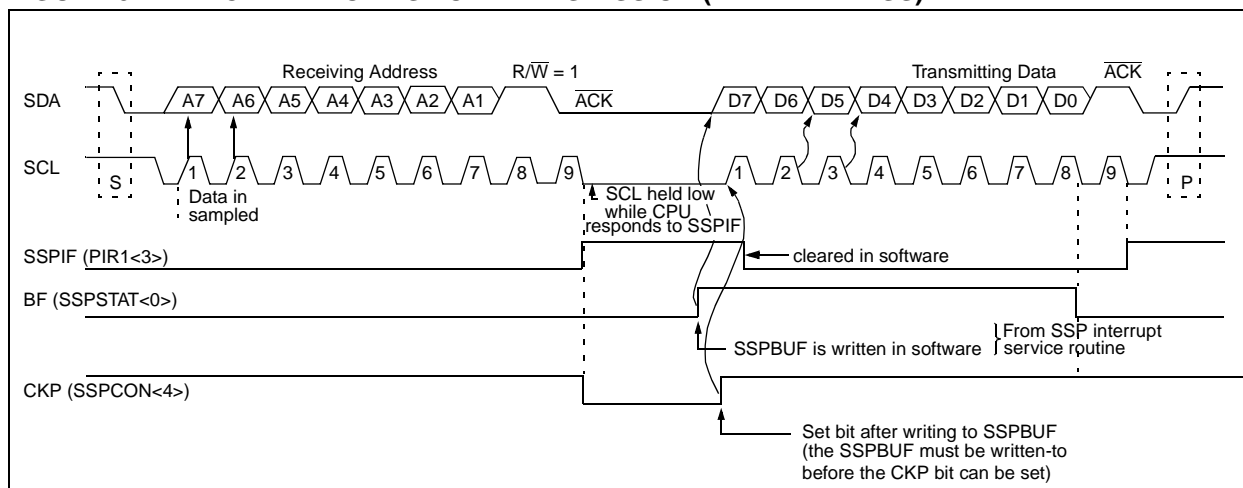 Receiving Address
R/W = 1
Transmitting Data
ACK
SDA
A7 A6 A5 A4 A3 A2 A1
ACK
D7 D6 D5 D4 D3 D2 D1 D0
SCL
S
1 2 3 4 5 6 7 8 9
1 2 3 4 5 6 7 8 9
P
Data in
sampled
SCL held low
while CPU
responds to SSPIF
SSPIF (PIR1<3>)
cleared in software
BF (SSPSTAT<0>)
SSPBUF is written in software
From SSP interrupt
service routine
CKP (SSPCON<4>)
Set bit after writing to SSPBUF
(the SSPBUF must be written-to
before the CKP bit can be set)